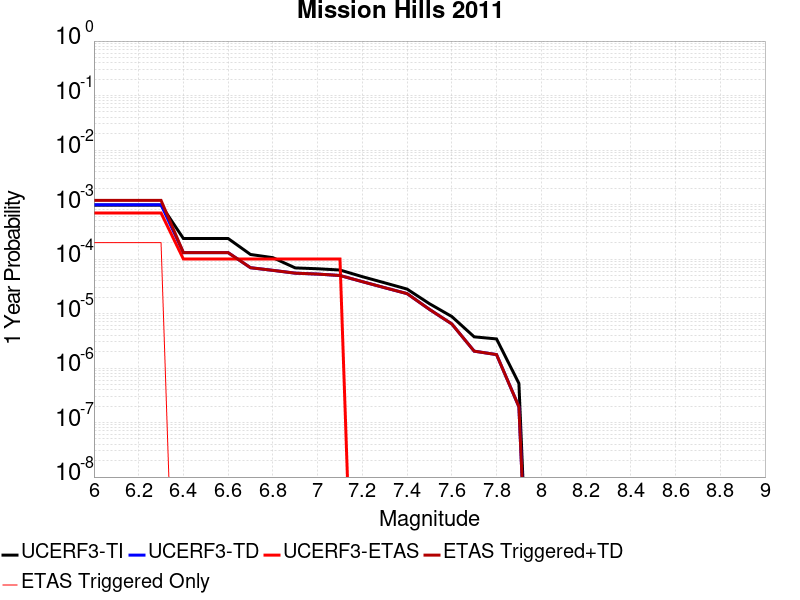 Mission Hills 2011
10^0
10^-1
10^-2
10^-3
10^-4
10^-5
10^-6
10^-7
10^-8
1 Year Probability
6 6.2 6.4 6.6 6.8 7 7.2 7.4 7.6 7.8 8 8.2 8.4 8.6 8.8 9
Magnitude
UCERF3-TI UCERF3-TD UCERF3-ETAS ETAS Triggered+TD
ETAS Triggered Only